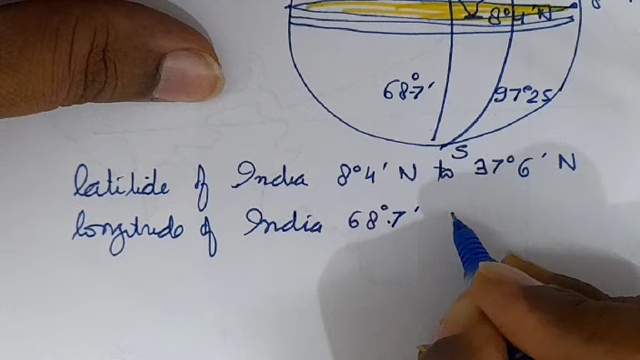 8°4'N
68°7'
97°25
S
latitude of India 8°4' N to 37°6' N
longitude of India 68°.7'